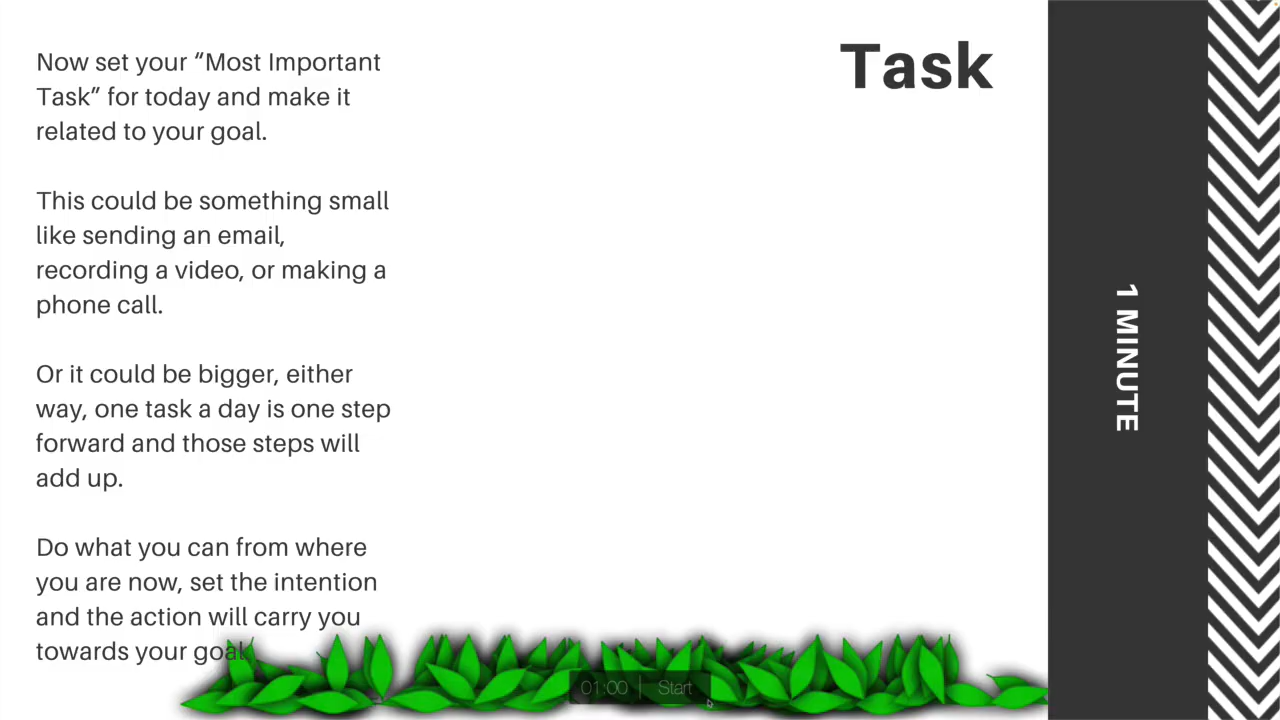 Task
Now set your “Most Important
Task” for today and make it
related to your goal.
This could be something small
like sending an email,
recording a video, or making a
phone call.
Or it could be bigger, either
way, one task a day is one step
forward and those steps will
add up.
Do what you can from where
you are now, set the intention
and the action will carry you
towards your goal.
01:00 | Start
1 MINUTE